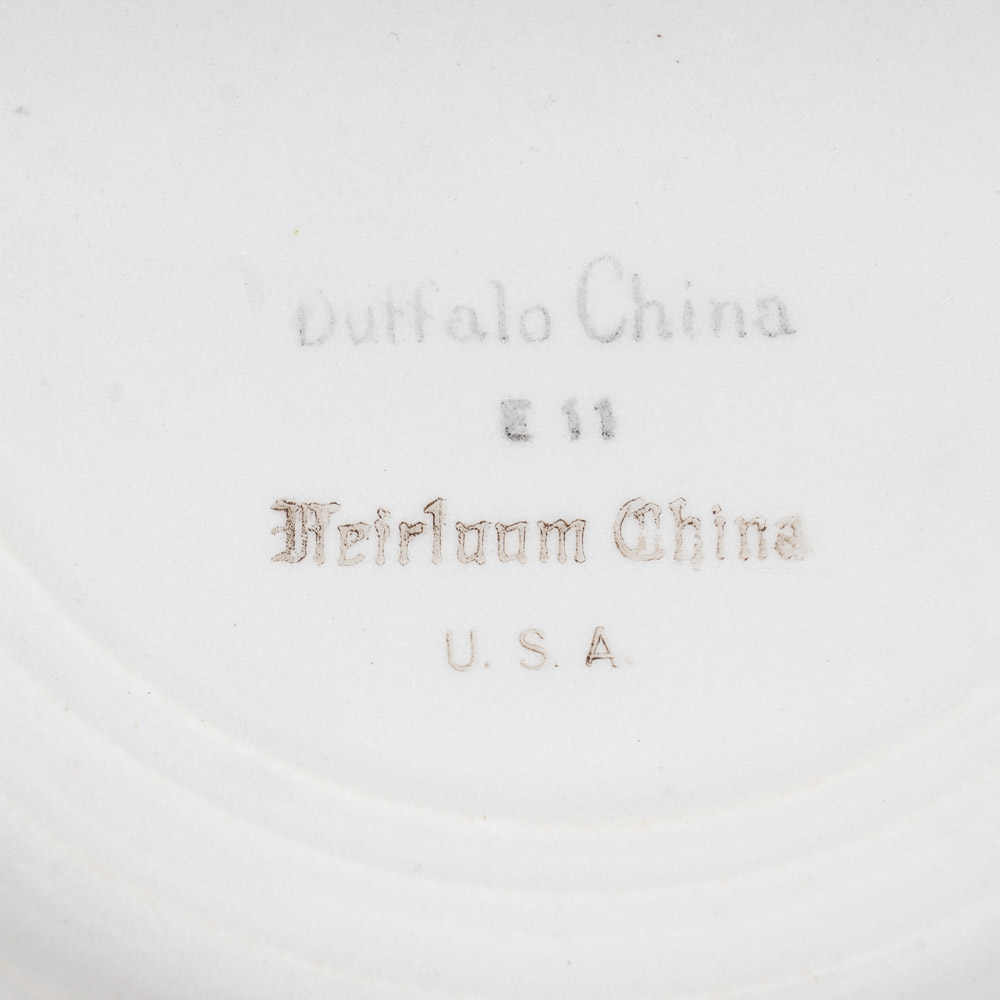 Buffalo China
E 11
Heirloom China
U. S. A.